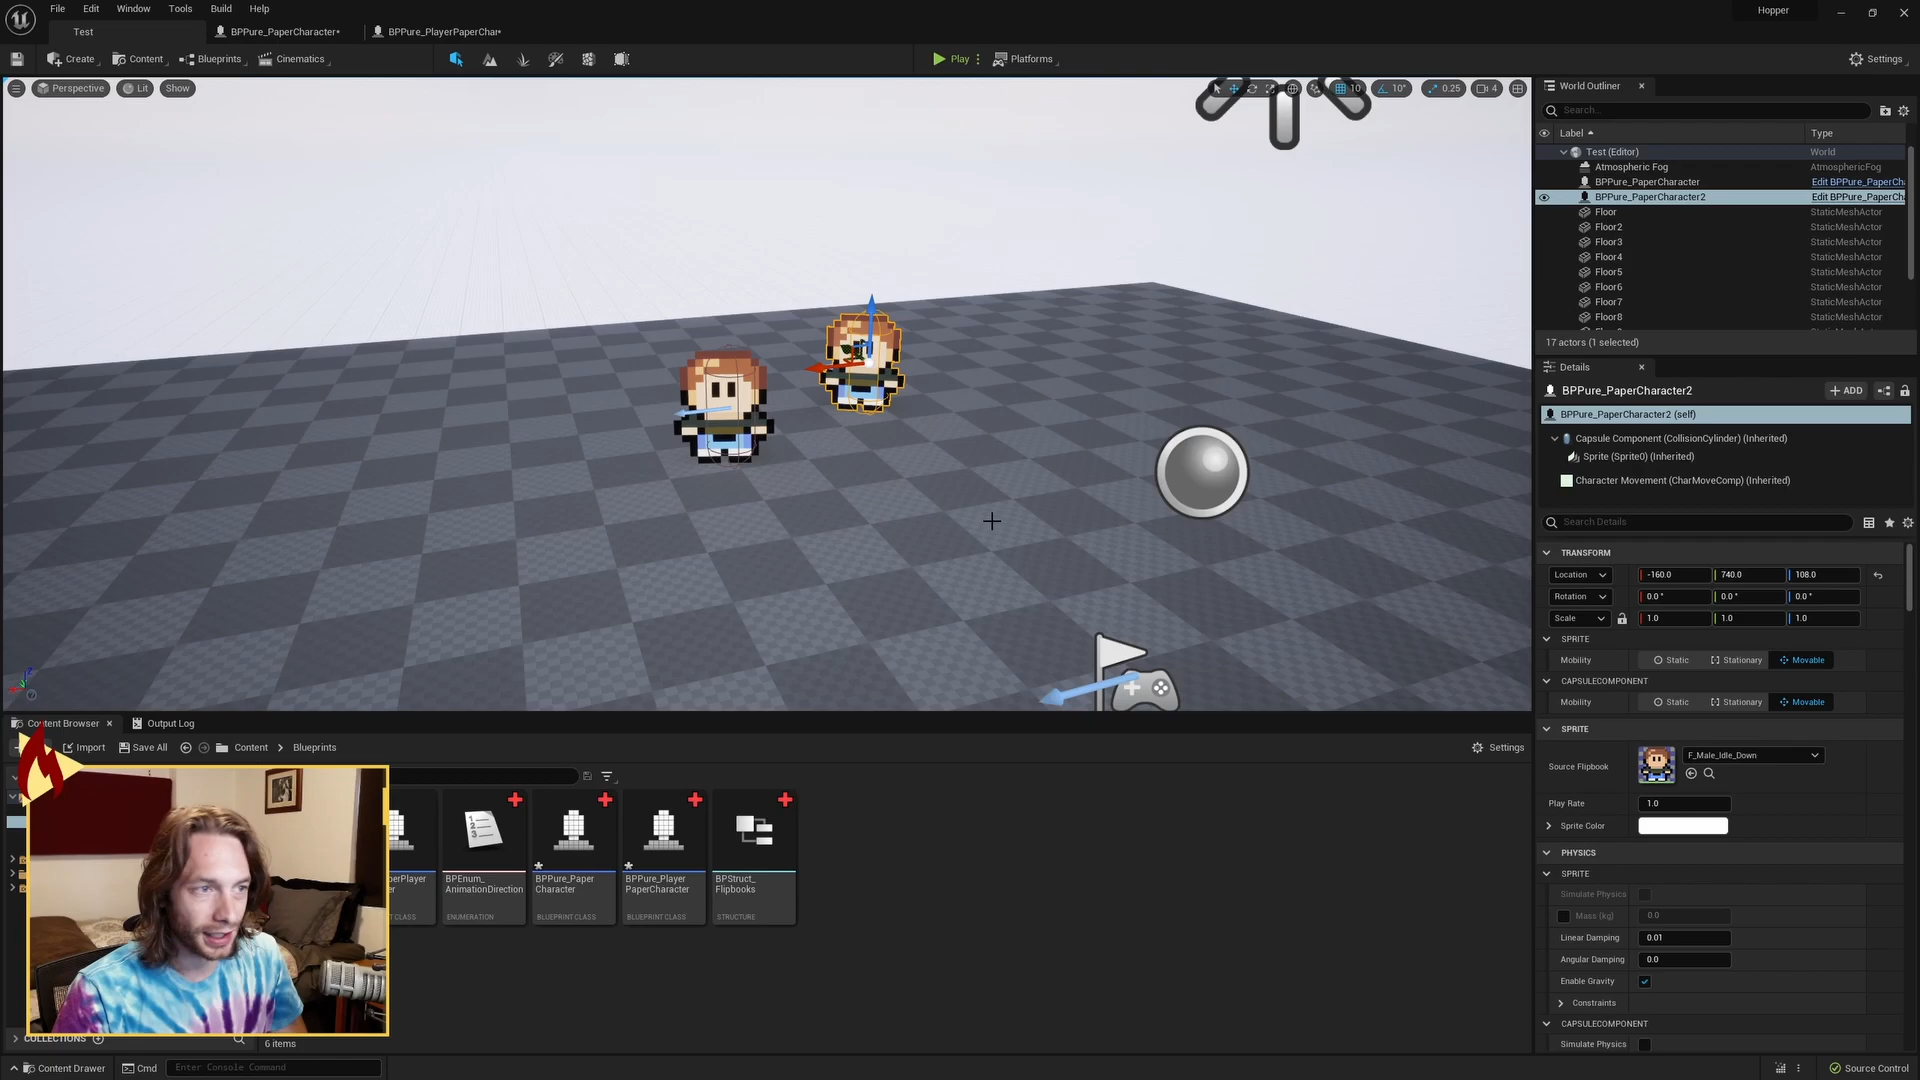 File Edit Window Tools Build Help
Hopper
Test BPPure_PaperCharacter* BPPure_PlayerPaperChar*
Create Content Blueprints Cinematics Play Platforms Settings
Perspective Lit Show
10 10° 0.25 4
World Outliner
Search...
Label Type
Test (Editor) World
Atmospheric Fog AtmosphericFog
BPPure_PaperCharacter Edit BPPure_PaperCh
BPPure_PaperCharacter2 Edit BPPure_PaperCh
Floor StaticMeshActor
Floor2 StaticMeshActor
Floor3 StaticMeshActor
Floor4 StaticMeshActor
Floor5 StaticMeshActor
Floor6 StaticMeshActor
Floor7 StaticMeshActor
Floor8 StaticMeshActor
17 actors (1 selected)
Details
BPPure_PaperCharacter2 ADD
BPPure_PaperCharacter2 (self)
Capsule Component (CollisionCylinder) (Inherited)
Sprite (Sprite0) (Inherited)
Character Movement (CharMoveComp) (Inherited)
Search Details
TRANSFORM
Location -160.0 740.0 108.0
Rotation 0.0° 0.0° 0.0°
Scale 1.0 1.0 1.0
SPRITE
Mobility Static Stationary Movable
CAPSULECOMPONENT
Mobility Static Stationary Movable
SPRITE
Source Flipbook F_Male_Idle_Down
Play Rate 1.0
Sprite Color
PHYSICS
SPRITE
Simulate Physics
Mass (kg) 0.0
Linear Damping 0.01
Angular Damping 0.0
Enable Gravity
Constraints
CAPSULECOMPONENT
Simulate Physics
Content Browser Output Log
Import Save All Content Blueprints Settings
BPEnum_
AnimationDirection
ENUMERATION
BPPure_Paper
Character
BLUEPRINT CLASS
BPPure_Player
PaperCharacter
BLUEPRINT CLASS
BPStruct_
Flipbooks
STRUCTURE
COLLECTIONS
6 items
Content Drawer Cmd Enter Console Command Source Control